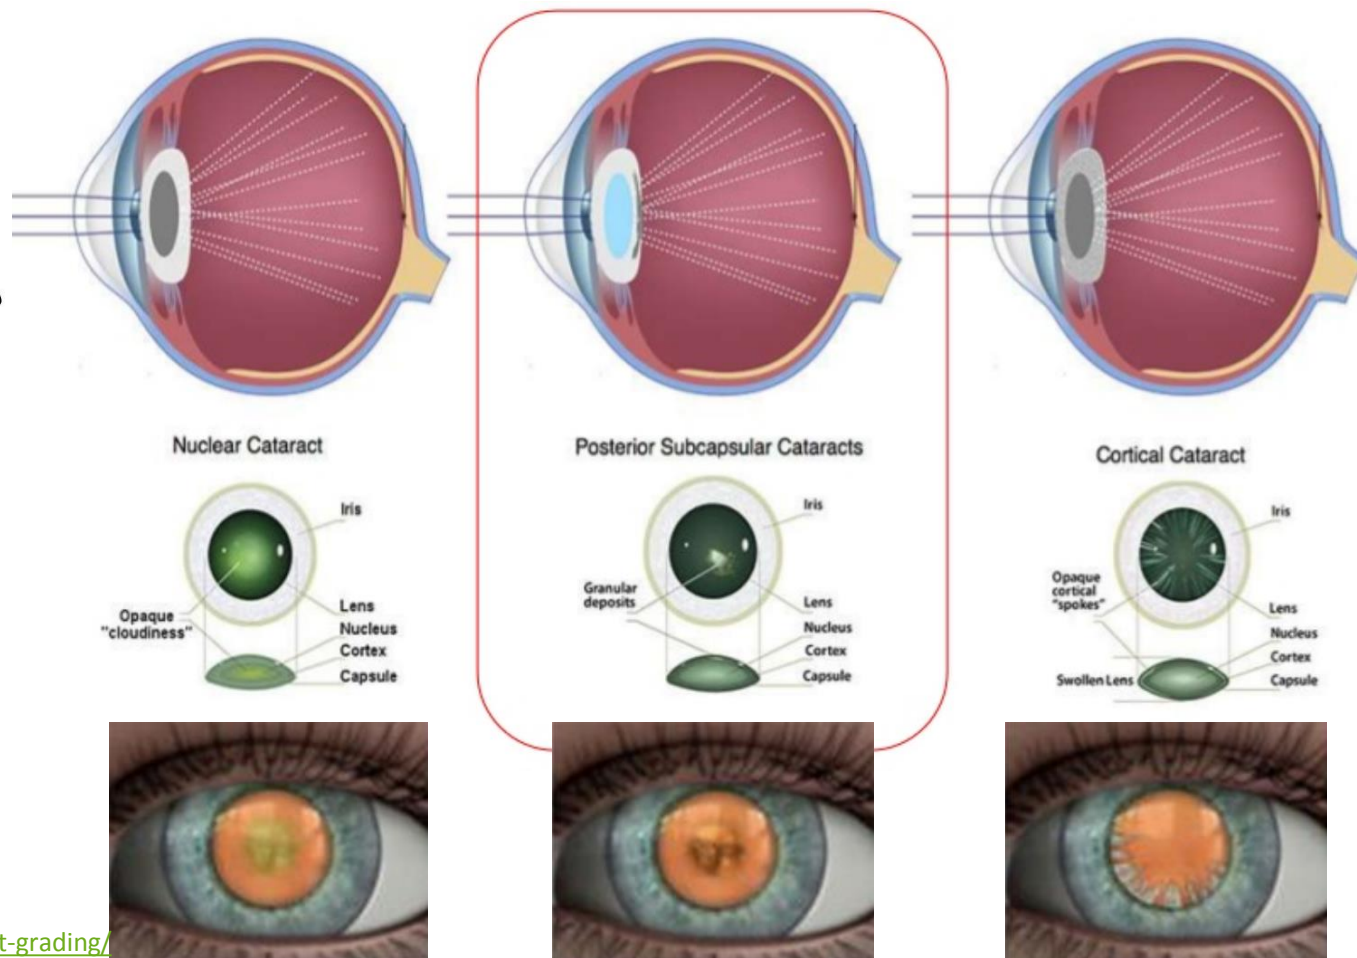 Nuclear Cataract
Iris
Opaque
"cloudiness"
Lens
Nucleus
Cortex
Capsule
Posterior Subcapsular Cataracts
Iris
Granular
deposits
Lens
Nucleus
Cortex
Capsule
Cortical Cataract
Iris
Opaque
cortical
"spokes"
Lens
Nucleus
Cortex
Swollen Lens
Capsule
t-grading/